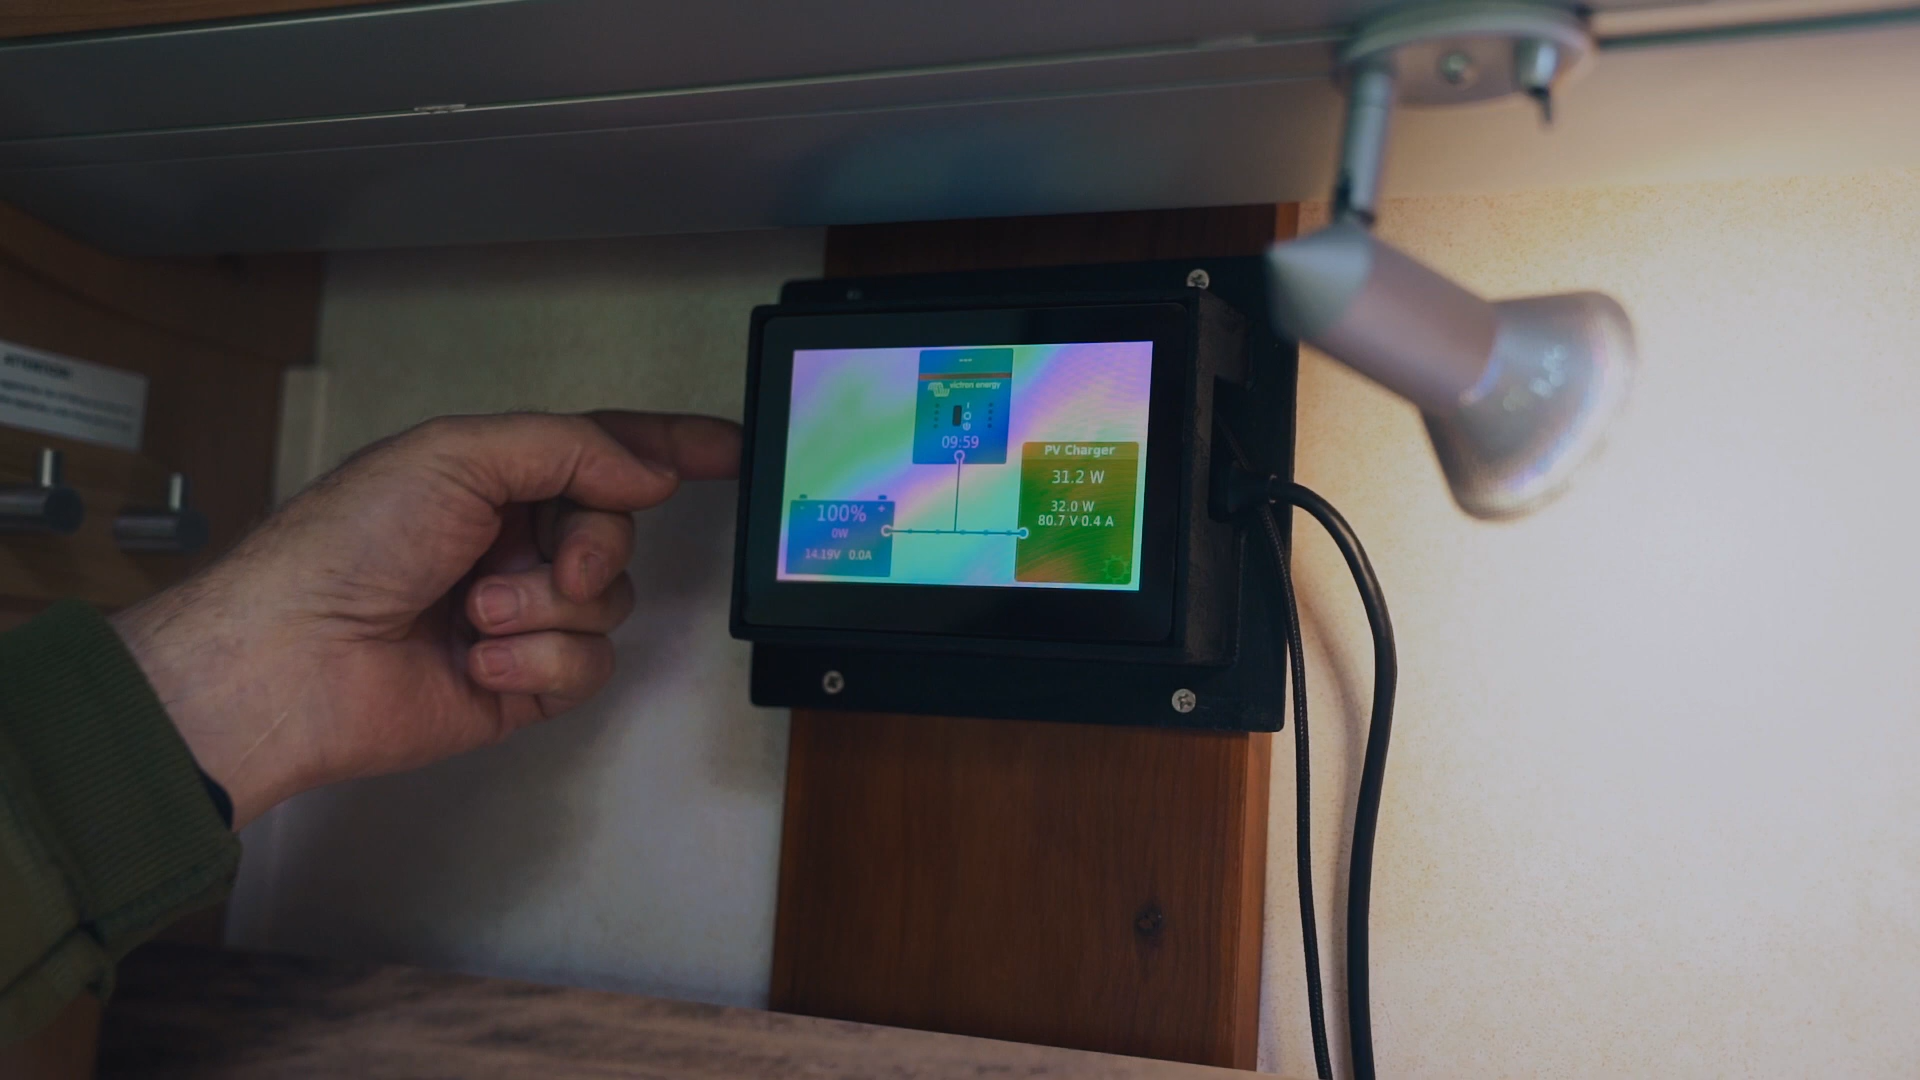 ATTENTION
victron energy
09:59
PV Charger
31.2 W
32.0 W
80.7 V 0.4 A
- 100% +
0W
14.19V 0.0A